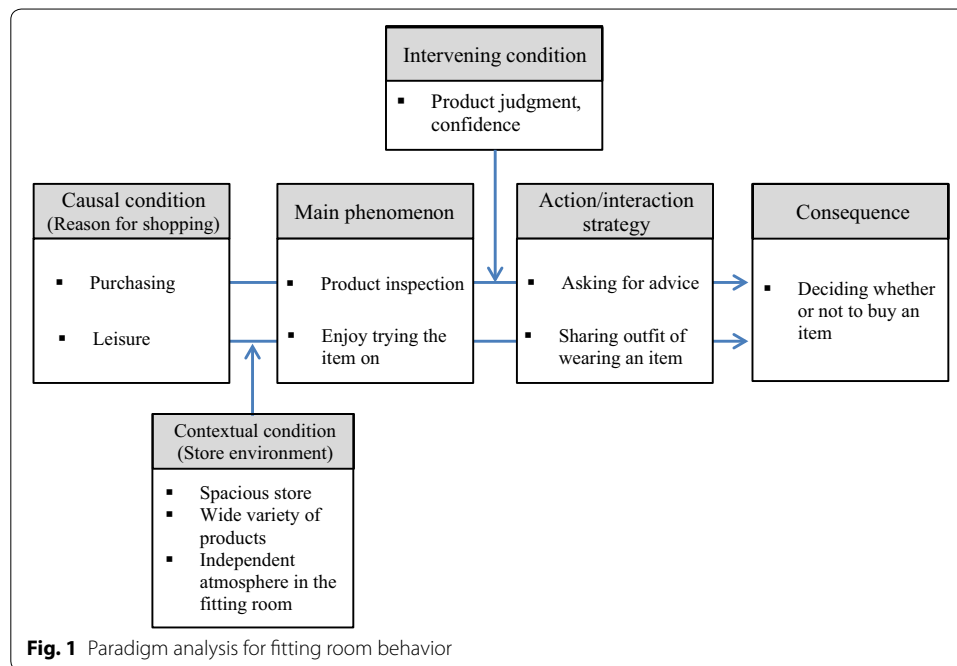 Intervening condition
▪ Product judgment,
confidence
Causal condition
(Reason for shopping)
▪ Purchasing
▪ Leisure
Main phenomenon
▪ Product inspection
▪ Enjoy trying the
item on
Action/interaction
strategy
▪ Asking for advice
▪ Sharing outfit of
wearing an item
Consequence
▪ Deciding whether
or not to buy an
item
Contextual condition
(Store environment)
▪ Spacious store
▪ Wide variety of
products
▪ Independent
atmosphere in the
fitting room
Fig. 1 Paradigm analysis for fitting room behavior